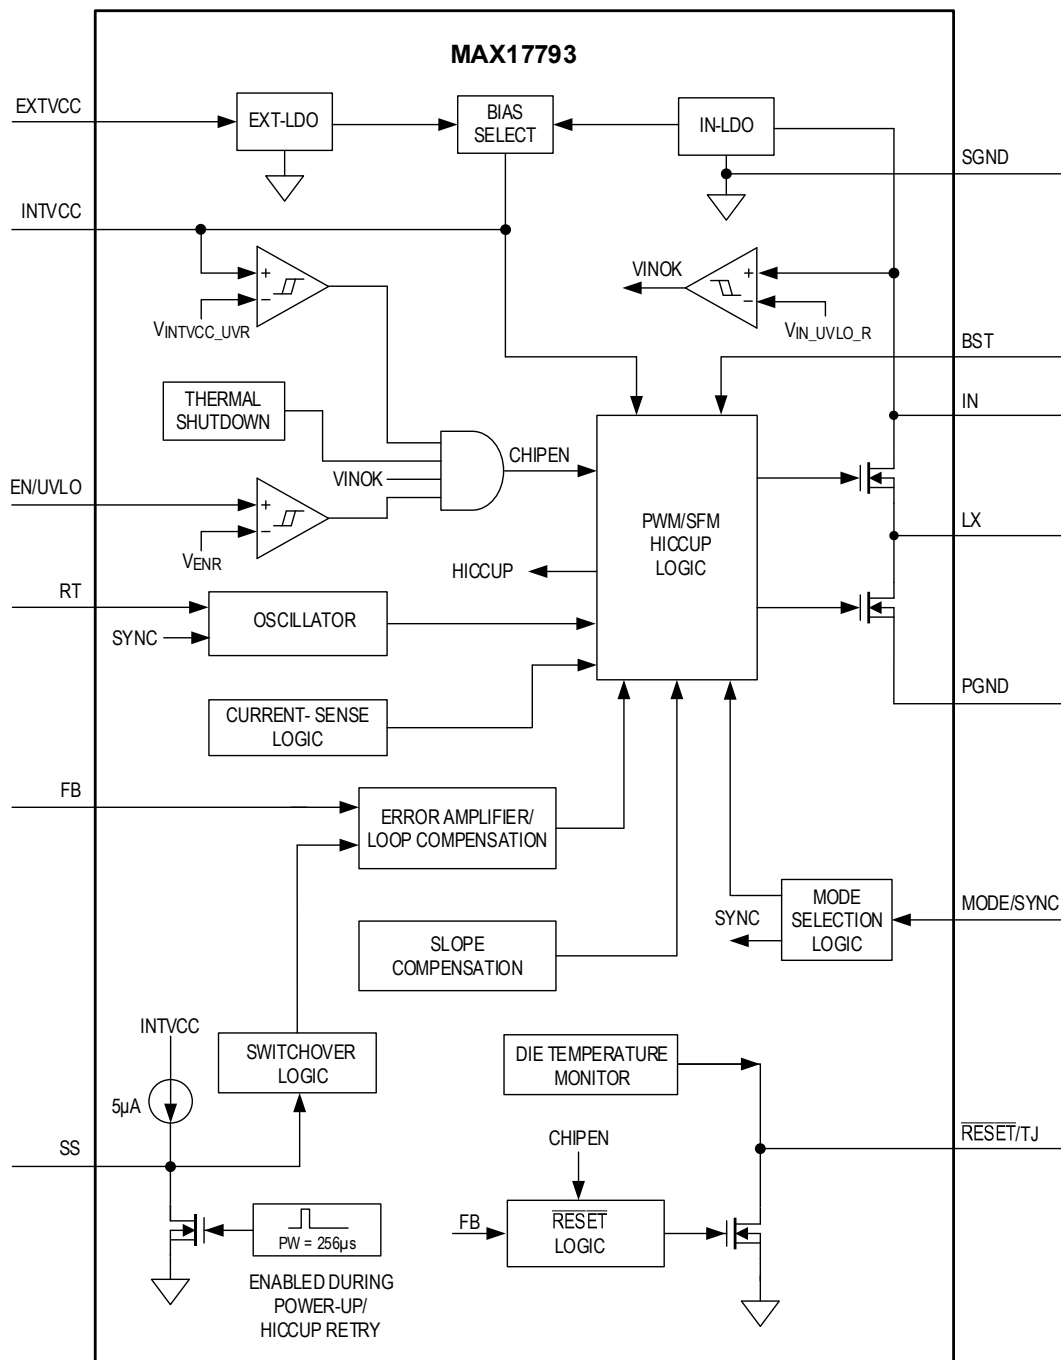 MAX17793
EXTVCC
EXT-LDO
BIAS
SELECT
IN-LDO
SGND
INTVCC
+
−
VINTVCC_UVR
VINOK
+
−
VIN_UVLO_R
BST
THERMAL
SHUTDOWN
IN
CHIPEN
VINOK
EN/UVLO
+
−
VENR
PWM/SFM
HICCUP
LOGIC
LX
HICCUP
RT
OSCILLATOR
SYNC
PGND
CURRENT- SENSE
LOGIC
FB
ERROR AMPLIFIER/
LOOP COMPENSATION
MODE
SELECTION
LOGIC
MODE/SYNC
SYNC
SLOPE
COMPENSATION
INTVCC
SWITCHOVER
LOGIC
DIE TEMPERATURE
MONITOR
5µA
CHIPEN
SS
RESET/TJ
FB
RESET
LOGIC
PW = 256µs
ENABLED DURING
POWER-UP/
HICCUP RETRY